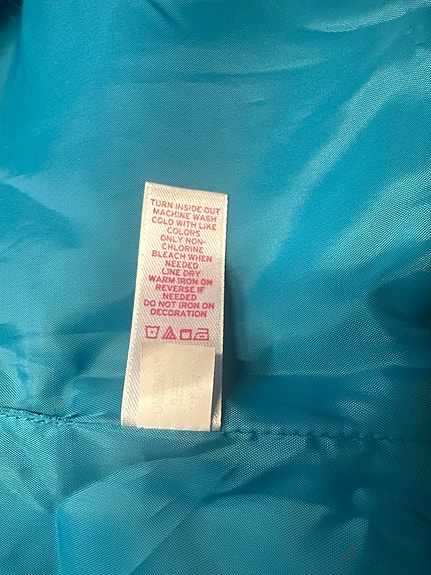 TURN INSIDE OUT
MACHINE WASH
COLD WITH LIKE
COLORS
ONLY NON-
CHLORINE
BLEACH WHEN
NEEDED
LINE DRY
WARM IRON ON
REVERSE IF
NEEDED
DO NOT IRON ON
DECORATION